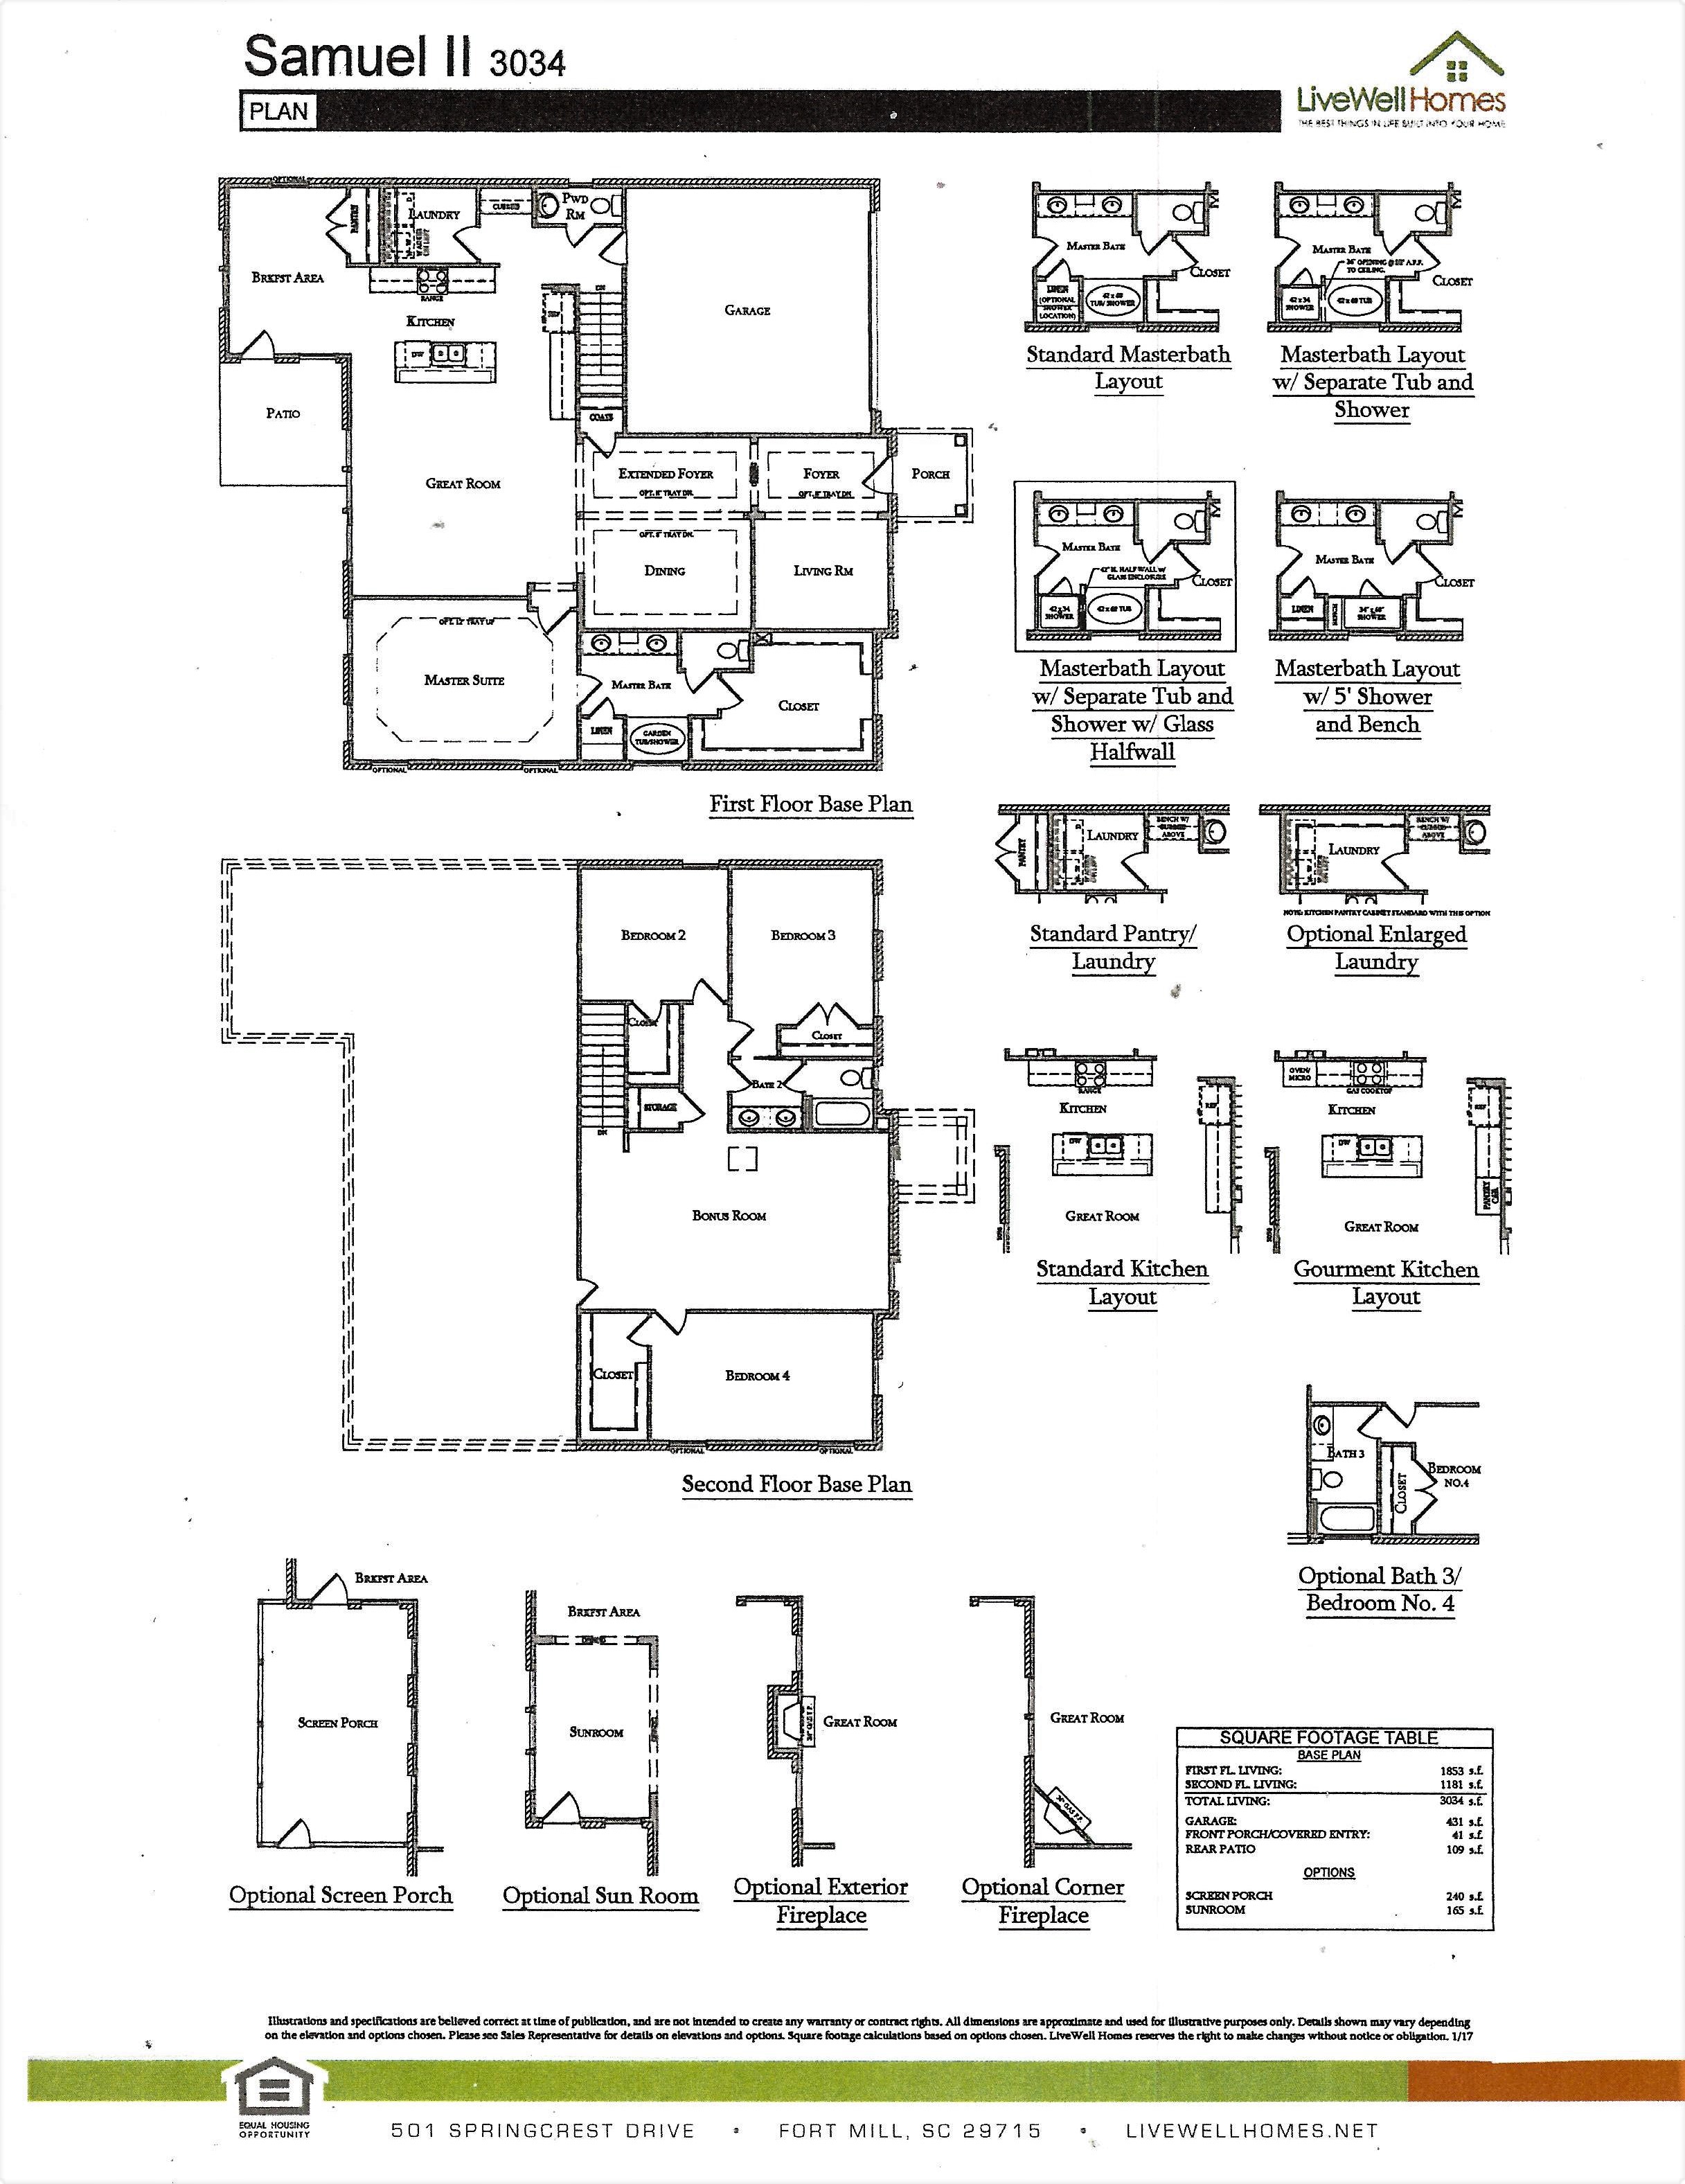 Samuel II 3034
PLAN
LiveWell Homes
THE BEST THINGS IN LIFE BUILT INTO YOUR HOME
OPTIONAL
PANTRY
LAUNDRY
CUBBIES
PWD
RM
BRKFST AREA
RANGE
KITCHEN
REF
DN
DW
GARAGE
PATIO
COATS
GREAT ROOM
EXTENDED FOYER
OPT. 8" TRAY DN.
FOYER
OPT. 8" TRAY DN.
PORCH
OPT. 8" TRAY DN.
DINING
LIVING RM
OPT. 12" TRAY UP
MASTER SUITE
MASTER BATH
CLOSET
LINEN
GARDEN
TUB/SHOWER
OPTIONAL
OPTIONAL
First Floor Base Plan
MASTER BATH
CLOSET
LINEN
(OPTIONAL
SHOWER
LOCATION)
42 x 60
TUB/SHOWER
Standard Masterbath
Layout
MASTER BATH
TO CEILING.
CLOSET
42 x 34
SHOWER
42 x 60 TUB
Masterbath Layout
w/ Separate Tub and
Shower
MASTER BATH
42" H. HALF WALL W/
GLASS ENCLOSURE
CLOSET
42 x 34
SHOWER
42 x 60 TUB
Masterbath Layout
w/ Separate Tub and
Shower w/ Glass
Halfwall
MASTER BATH
CLOSET
LINEN
BENCH
34" x 60"
SHOWER
Masterbath Layout
w/ 5' Shower
and Bench
PANTRY
LAUNDRY
BENCH W/
CUBBIES
ABOVE
Standard Pantry/
Laundry
LAUNDRY
BENCH W/
CUBBIES
ABOVE
NOTE: KITCHEN PANTRY CABINET STANDARD WITH THIS OPTION
Optional Enlarged
Laundry
BEDROOM 2
BEDROOM 3
CLOSET
CLOSET
BATH 2
STORAGE
DN
BONUS ROOM
CLOSET
BEDROOM 4
OPTIONAL
OPTIONAL
Second Floor Base Plan
RANGE
KITCHEN
REF
DW
GREAT ROOM
Standard Kitchen
Layout
OVEN/
MICRO
GAS COOKTOP
KITCHEN
REF
DW
PANTRY
CAB.
GREAT ROOM
Gourment Kitchen
Layout
BATH 3
CLOSET
BEDROOM
NO.4
Optional Bath 3/
Bedroom No. 4
BRKFST AREA
SCREEN PORCH
Optional Screen Porch
BRKFST AREA
OPENING
SUNROOM
Optional Sun Room
GREAT ROOM
36" GAS F.P.
Optional Exterior
Fireplace
GREAT ROOM
36" GAS F.P.
Optional Corner
Fireplace
SQUARE FOOTAGE TABLE
BASE PLAN
FIRST FL. LIVING: 1853 s.f.
SECOND FL. LIVING: 1181 s.f.
TOTAL LIVING: 3034 s.f.
GARAGE: 431 s.f.
FRONT PORCH/COVERED ENTRY: 41 s.f.
REAR PATIO 109 s.f.
OPTIONS
SCREEN PORCH 240 s.f.
SUNROOM 165 s.f.
Illustrations and specifications are believed correct at time of publication, and are not intended to create any warranty or contract rights. All dimensions are approximate and used for illustrative purposes only. Details shown may vary depending
on the elevation and options chosen. Please see Sales Representative for details on elevations and options. Square footage calculations based on options chosen. LiveWell Homes reserves the right to make changes without notice or obligation. 1/17
EQUAL HOUSING
OPPORTUNITY
501 SPRINGCREST DRIVE • FORT MILL, SC 29715 • LIVEWELLHOMES.NET